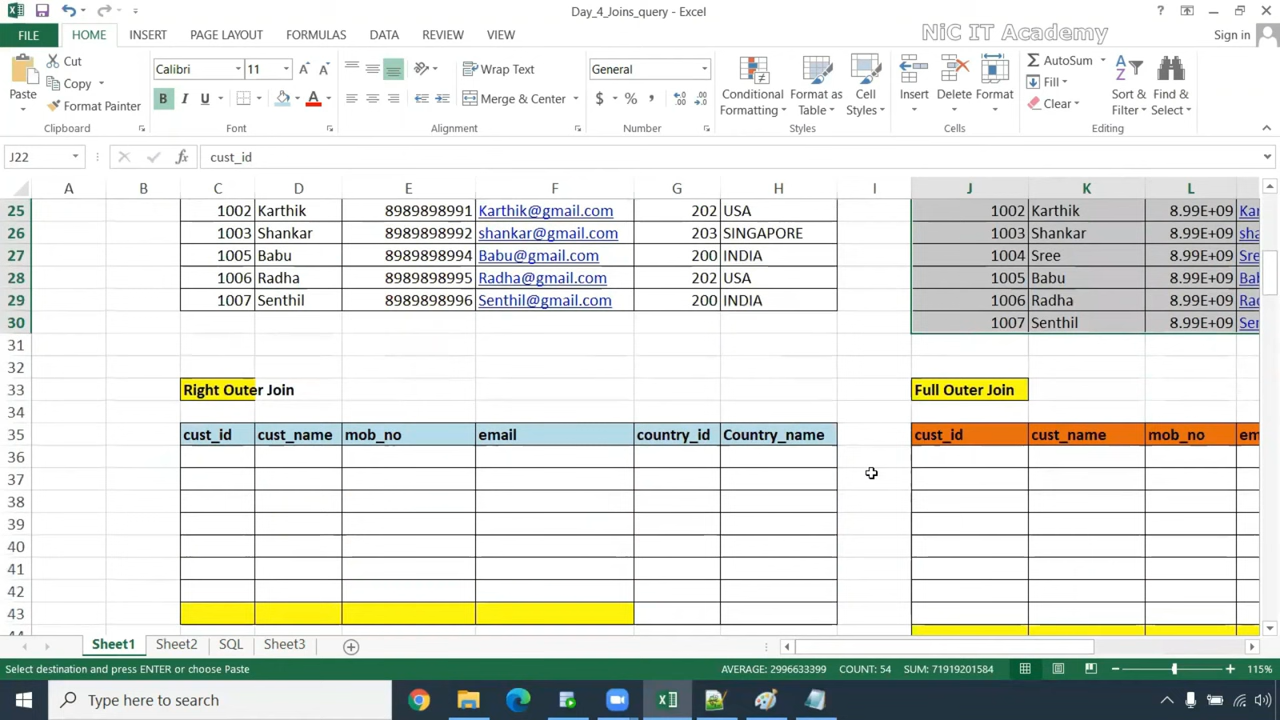 Day_4_Joins_query - Excel
?
FILE HOME INSERT PAGE LAYOUT FORMULAS DATA REVIEW VIEW
NiC IT Academy
Sign in
Paste
Cut
Copy
Format Painter
Clipboard
Calibri 11
B I U
Font
Wrap Text
Merge & Center
Alignment
General
$ % ,
Number
Conditional Formatting
Format as Table
Cell Styles
Styles
Insert Delete Format
Cells
AutoSum
Fill
Clear
Sort & Filter
Find & Select
Editing
J22 fx cust_id
A B C D E F G H I J K L
25 1002 Karthik 8989898991 Karthik@gmail.com 202 USA 1002 Karthik 8.99E+09 Kar
26 1003 Shankar 8989898992 shankar@gmail.com 203 SINGAPORE 1003 Shankar 8.99E+09 sha
27 1005 Babu 8989898994 Babu@gmail.com 200 INDIA 1004 Sree 8.99E+09 Sre
28 1006 Radha 8989898995 Radha@gmail.com 202 USA 1005 Babu 8.99E+09 Bab
29 1007 Senthil 8989898996 Senthil@gmail.com 200 INDIA 1006 Radha 8.99E+09 Rad
30 1007 Senthil 8.99E+09 Sen
31
32
33 Right Outer Join Full Outer Join
34
35 cust_id cust_name mob_no email country_id Country_name cust_id cust_name mob_no em
36
37
38
39
40
41
42
43
Sheet1 Sheet2 SQL Sheet3
Select destination and press ENTER or choose Paste AVERAGE: 2996633399 COUNT: 54 SUM: 71919201584 115%
Type here to search